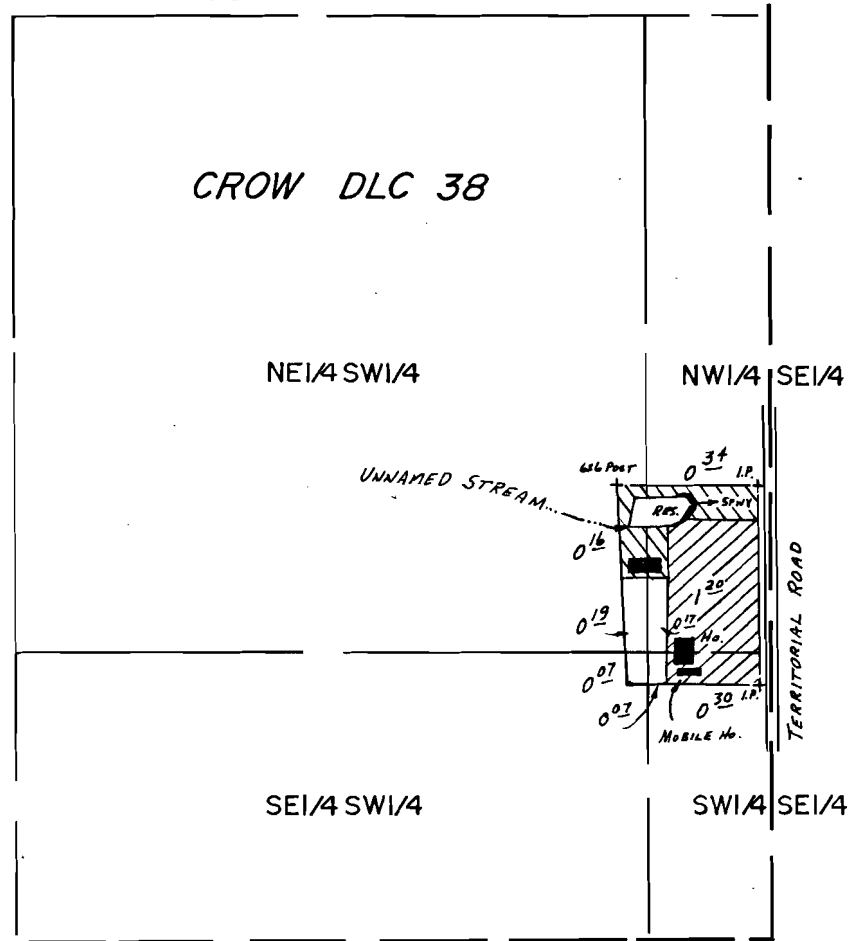 CROW DLC 38
NE1/4 SW1/4
NW1/4 SE1/4
6x6 POST
0 34
I.P.
UNNAMED STREAM
RES.
SPWY
0 16
1 20
0 19
0 17
HO.
TERRITORIAL ROAD
0 07
0 07
0 30
I.P.
MOBILE HO.
SE1/4 SW1/4
SW1/4 SE1/4